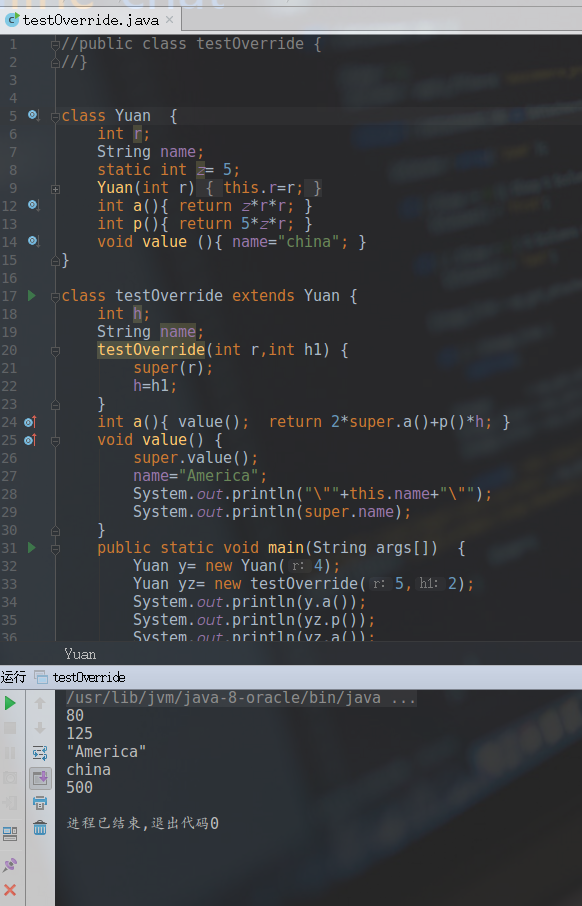 testOverride.java ×
1 //public class testOverride {
2 //}
3
4
5 class Yuan  {
6     int r;
7     String name;
8     static int z= 5;
9     Yuan(int r) { this.r=r; }
12     int a(){ return z*r*r; }
13     int p(){ return 5*z*r; }
14     void value (){ name="china"; }
15 }
16
17 class testOverride extends Yuan {
18     int h;
19     String name;
20     testOverride(int r,int h1) {
21         super(r);
22         h=h1;
23     }
24     int a(){ value();  return 2*super.a()+p()*h; }
25     void value() {
26         super.value();
27         name="America";
28         System.out.println("\""+this.name+"\"");
29         System.out.println(super.name);
30     }
31     public static void main(String args[])  {
32         Yuan y= new Yuan( r: 4);
33         Yuan yz= new testOverride( r: 5, h1: 2);
34         System.out.println(y.a());
35         System.out.println(yz.p());
36         System.out.println(yz.a());
Yuan
运行 testOverride
/usr/lib/jvm/java-8-oracle/bin/java ...
80
125
"America"
china
500
进程已结束,退出代码0